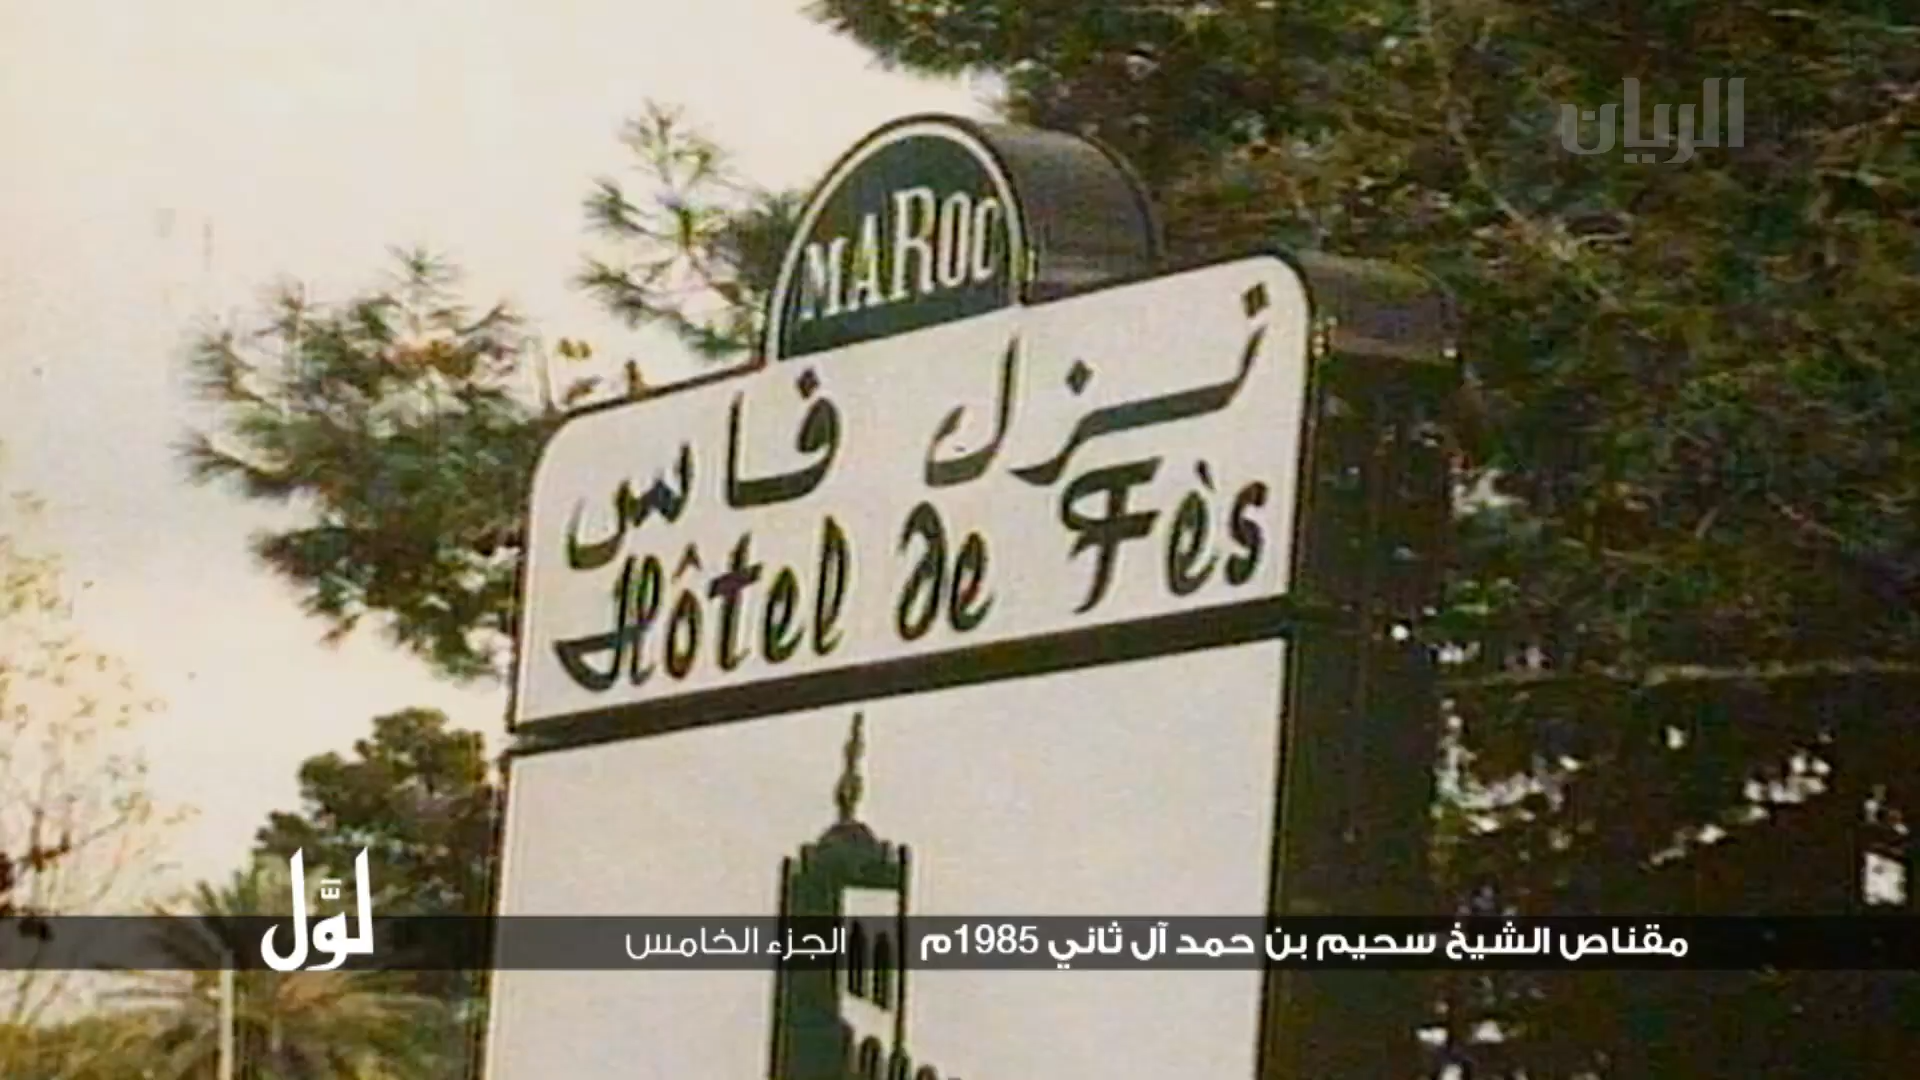 الريان
MAROC
نزل فاس
Hôtel de Fès
مقناص الشيخ سحيم بن حمد آل ثاني 1985م الجزء الخامس
لوَّل